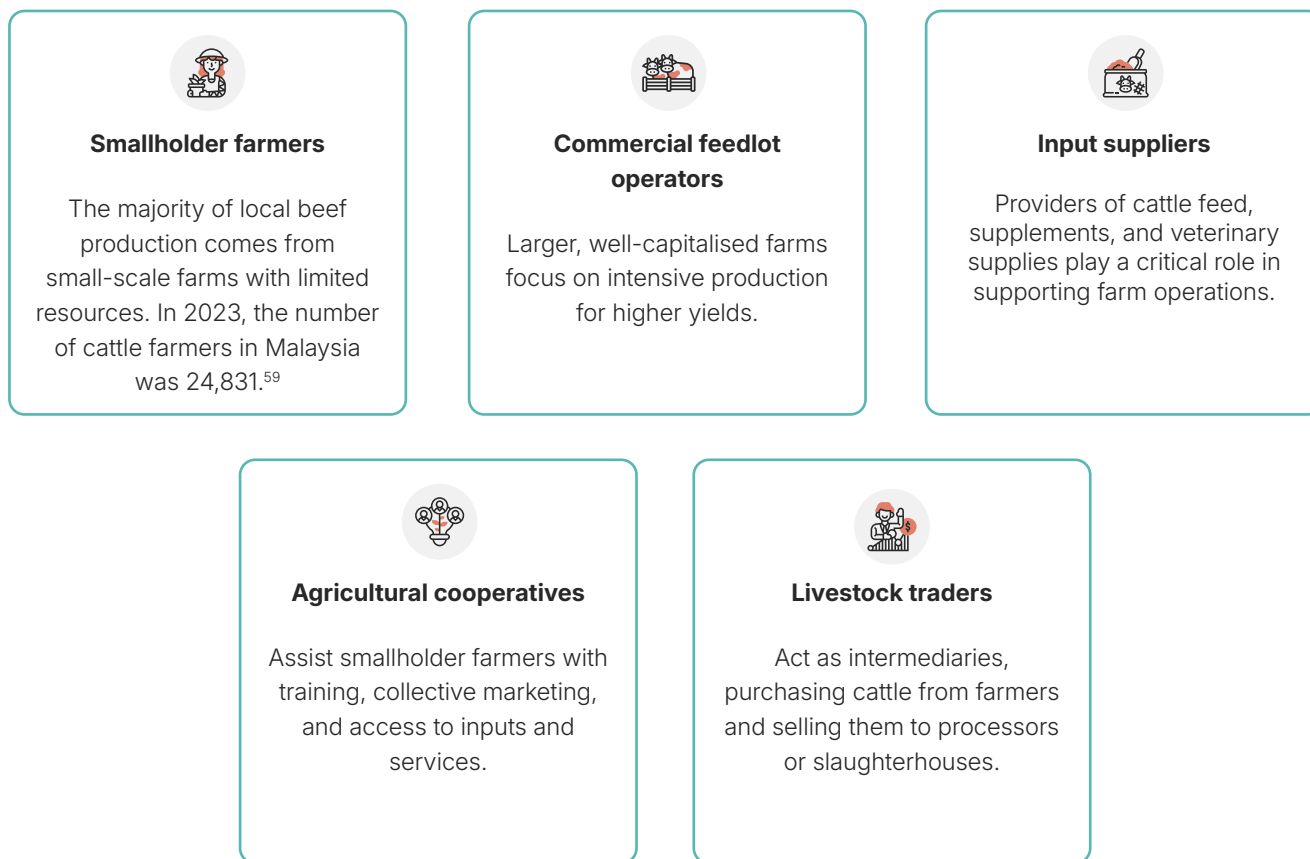 Smallholder farmers
The majority of local beef
production comes from
small-scale farms with limited
resources. In 2023, the number
of cattle farmers in Malaysia
was 24,831.59
Commercial feedlot
operators
Larger, well-capitalised farms
focus on intensive production
for higher yields.
Input suppliers
Providers of cattle feed,
supplements, and veterinary
supplies play a critical role in
supporting farm operations.
Agricultural cooperatives
Assist smallholder farmers with
training, collective marketing,
and access to inputs and
services.
$
Livestock traders
Act as intermediaries,
purchasing cattle from farmers
and selling them to processors
or slaughterhouses.